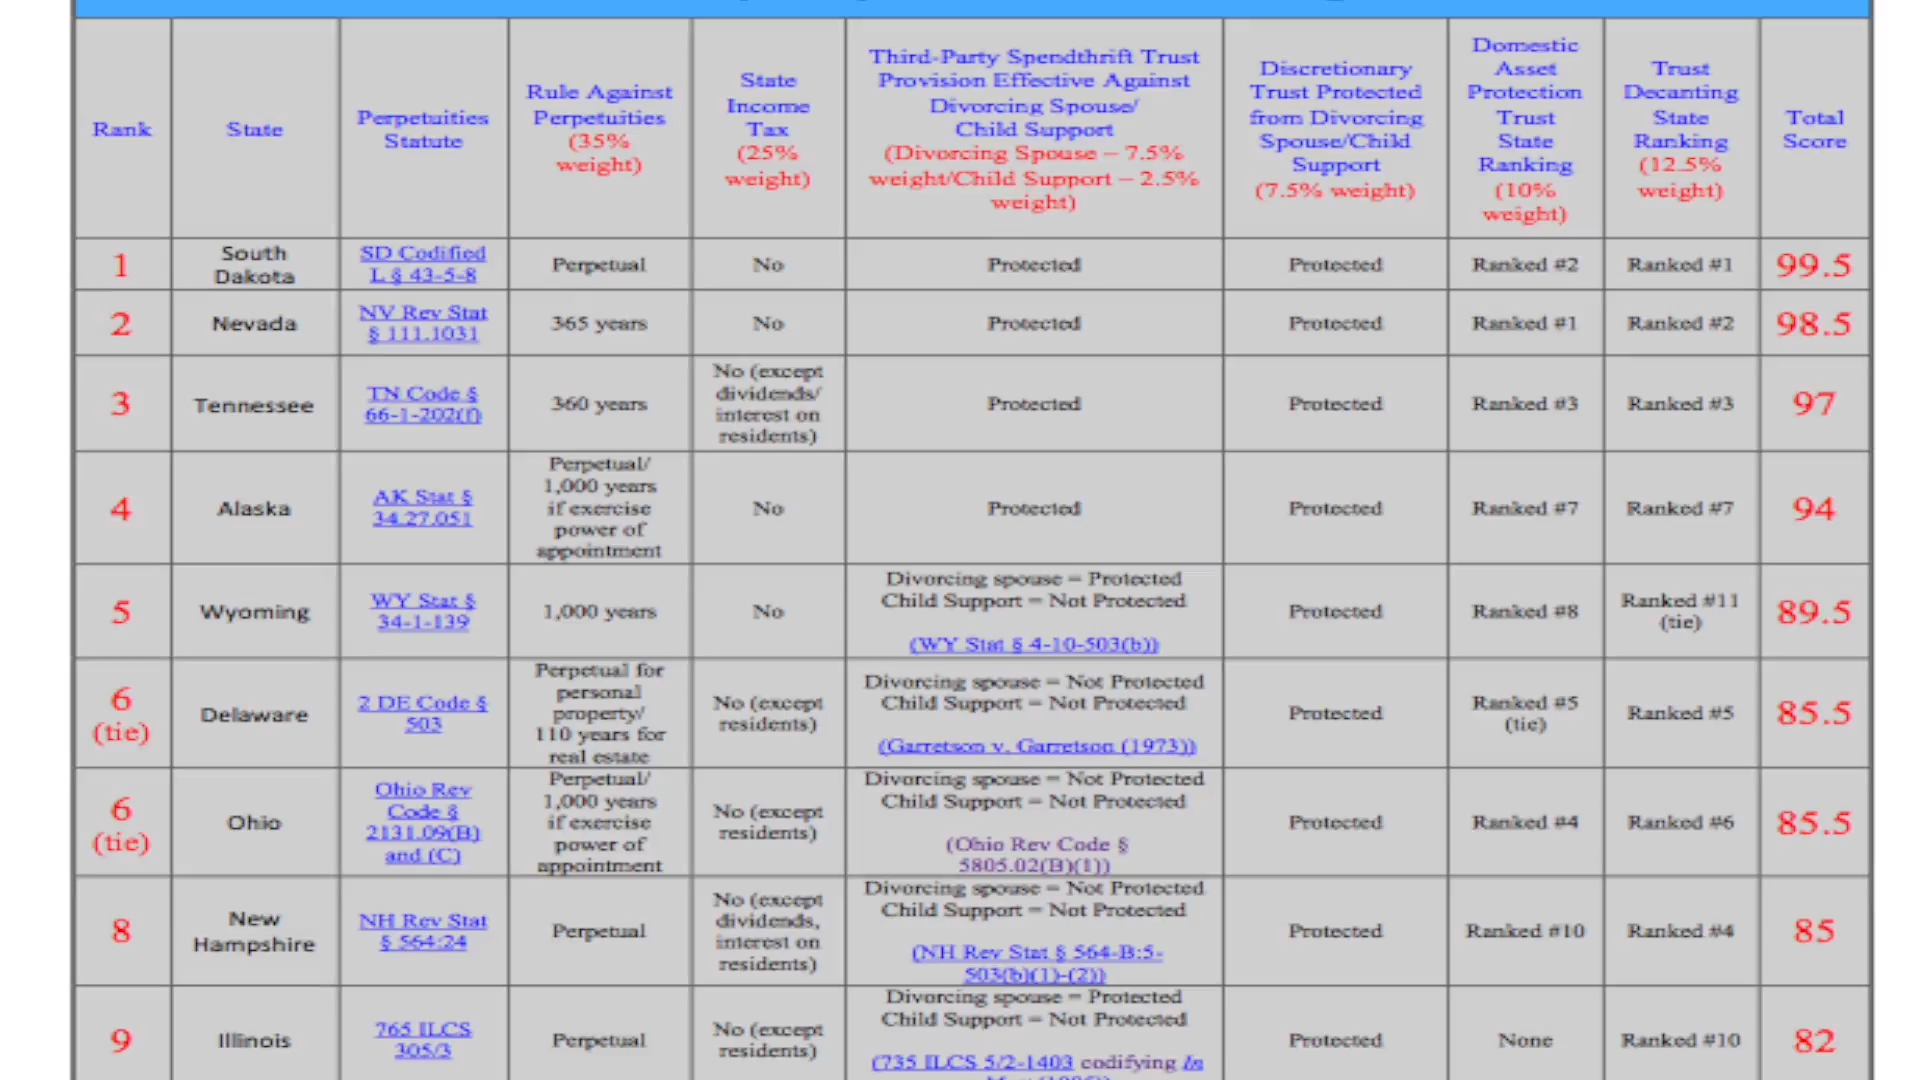 Rank
State
Perpetuities
Statute
Rule Against
Perpetuities
(35%
weight)
State
Income
Tax
(25%
weight)
Third-Party Spendthrift Trust
Provision Effective Against
Divorcing Spouse/
Child Support
(Divorcing Spouse – 7.5%
weight/Child Support – 2.5%
weight)
Discretionary
Trust Protected
from Divorcing
Spouse/Child
Support
(7.5% weight)
Domestic
Asset
Protection
Trust
State
Ranking
(10%
weight)
Trust
Decanting
State
Ranking
(12.5%
weight)
Total
Score
1
South
Dakota
SD Codified
L § 43-5-8
Perpetual
No
Protected
Protected
Ranked #2
Ranked #1
99.5
2
Nevada
NV Rev Stat
§ 111.1031
365 years
No
Protected
Protected
Ranked #1
Ranked #2
98.5
3
Tennessee
TN Code §
66-1-202(f)
360 years
No (except
dividends/
interest on
residents)
Protected
Protected
Ranked #3
Ranked #3
97
4
Alaska
AK Stat §
34.27.051
Perpetual/
1,000 years
if exercise
power of
appointment
No
Protected
Protected
Ranked #7
Ranked #7
94
5
Wyoming
WY Stat §
34-1-139
1,000 years
No
Divorcing spouse = Protected
Child Support = Not Protected
(WY Stat § 4-10-503(b))
Protected
Ranked #8
Ranked #11
(tie)
89.5
6
(tie)
Delaware
2 DE Code §
503
Perpetual for
personal
property/
110 years for
real estate
No (except
residents)
Divorcing spouse = Not Protected
Child Support = Not Protected
(Garretson v. Garretson (1973))
Protected
Ranked #5
(tie)
Ranked #5
85.5
6
(tie)
Ohio
Ohio Rev
Code §
2131.09(B)
and (C)
Perpetual/
1,000 years
if exercise
power of
appointment
No (except
residents)
Divorcing spouse = Not Protected
Child Support = Not Protected
(Ohio Rev Code §
5805.02(B)(1))
Protected
Ranked #4
Ranked #6
85.5
8
New
Hampshire
NH Rev Stat
§ 564:24
Perpetual
No (except
dividends,
interest on
residents)
Divorcing spouse = Not Protected
Child Support = Not Protected
(NH Rev Stat § 564-B:5-
503(b)(1)-(2))
Protected
Ranked #10
Ranked #4
85
9
Illinois
765 ILCS
305/3
Perpetual
No (except
residents)
Divorcing spouse = Protected
Child Support = Not Protected
(735 ILCS 5/2-1403 codifying In
Protected
None
Ranked #10
82